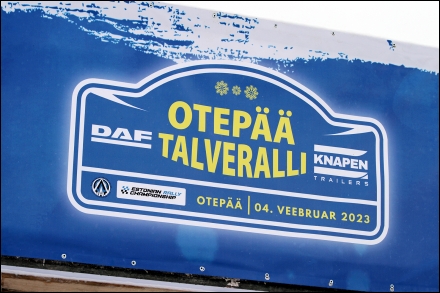 OTEPÄÄ
TALVERALLI
DAF
KNAPEN
TRAILERS
ESTONIAN RALLY
CHAMPIONSHIP
OTEPÄÄ | 04. VEEBRUAR 2023